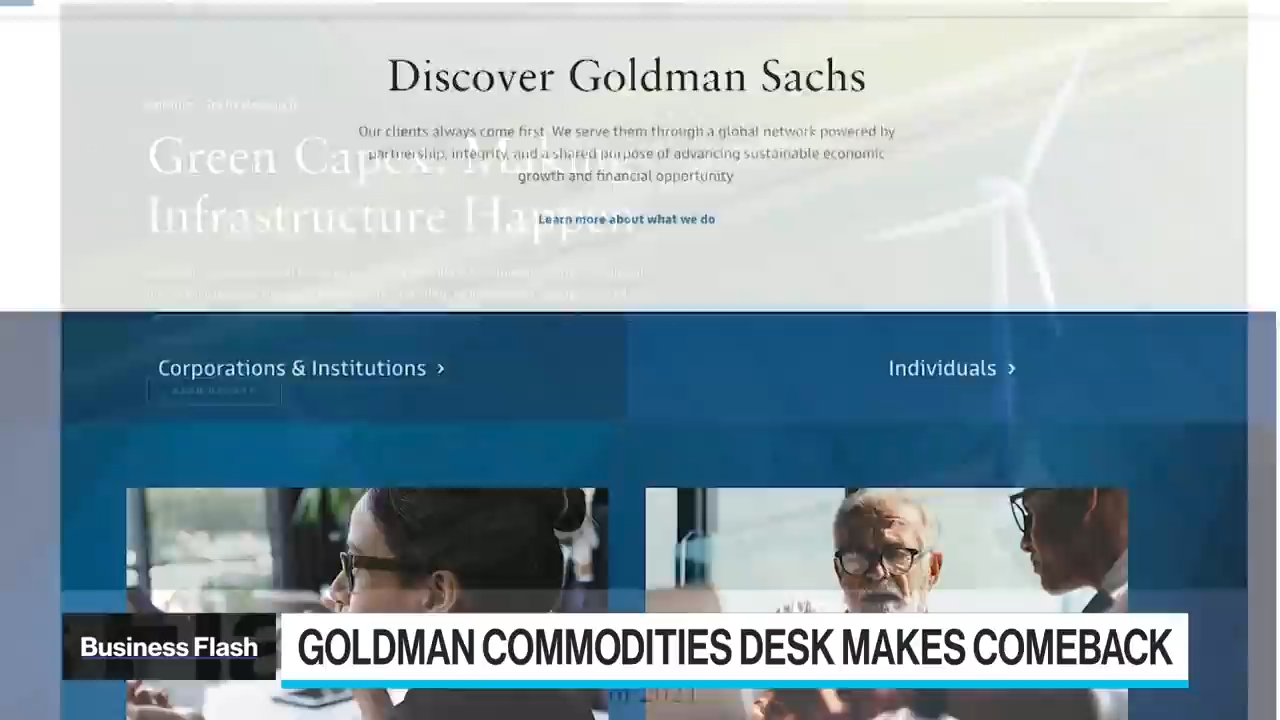 Discover Goldman Sachs
Our clients always come first. We serve them through a global network powered by
partnership, integrity, and a shared purpose of advancing sustainable economic
growth and financial opportunity
Learn more about what we do
Green Capex: Making
Infrastructure Happen
Corporations & Institutions ›
Individuals ›
Business Flash
GOLDMAN COMMODITIES DESK MAKES COMEBACK
2021